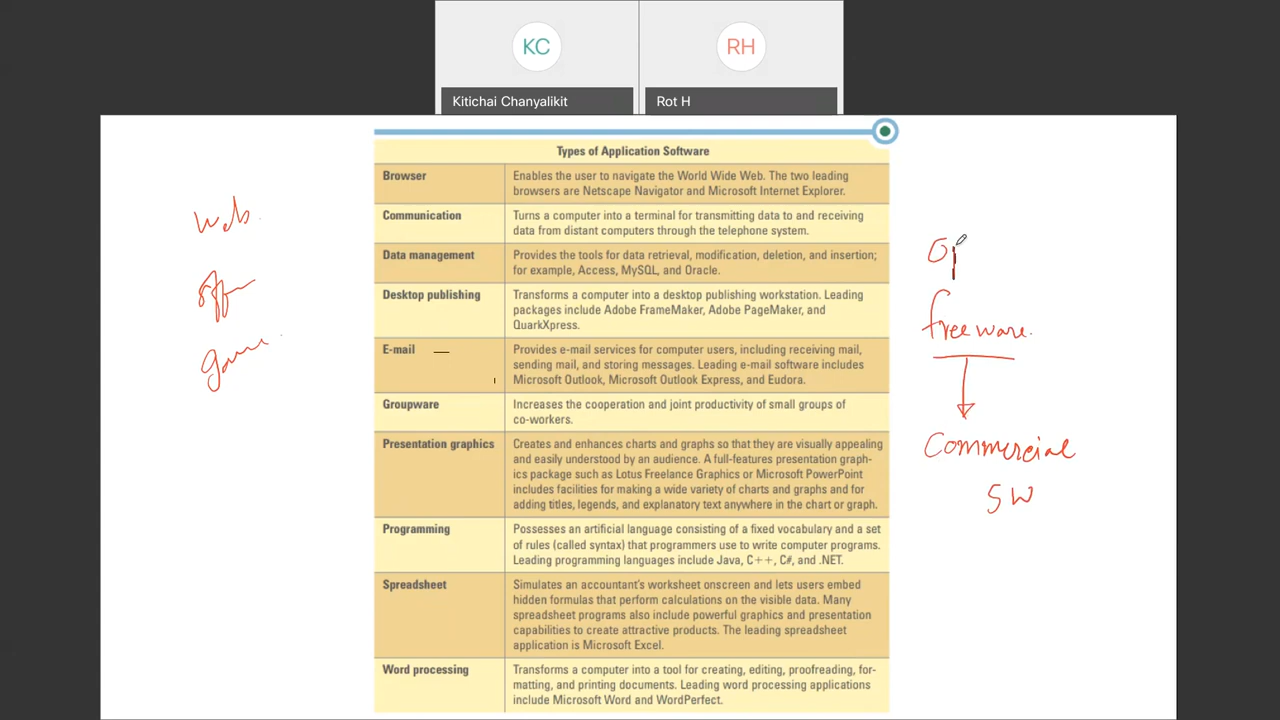 KC
RH
Kitichai Chanyalikit
Rot H
Types of Application Software
Browser
Enables the user to navigate the World Wide Web. The two leading
browsers are Netscape Navigator and Microsoft Internet Explorer.
Communication
Turns a computer into a terminal for transmitting data to and receiving
data from distant computers through the telephone system.
Data management
Provides the tools for data retrieval, modification, deletion, and insertion;
for example, Access, MySQL, and Oracle.
Desktop publishing
Transforms a computer into a desktop publishing workstation. Leading
packages include Adobe FrameMaker, Adobe PageMaker, and
QuarkXpress.
E-mail
Provides e-mail services for computer users, including receiving mail,
sending mail, and storing messages. Leading e-mail software includes
Microsoft Outlook, Microsoft Outlook Express, and Eudora.
Groupware
Increases the cooperation and joint productivity of small groups of
co-workers.
Presentation graphics
Creates and enhances charts and graphs so that they are visually appealing
and easily understood by an audience. A full-features presentation graph-
ics package such as Lotus Freelance Graphics or Microsoft PowerPoint
includes facilities for making a wide variety of charts and graphs and for
adding titles, legends, and explanatory text anywhere in the chart or graph.
Programming
Possesses an artificial language consisting of a fixed vocabulary and a set
of rules (called syntax) that programmers use to write computer programs.
Leading programming languages include Java, C++, C#, and .NET.
Spreadsheet
Simulates an accountant's worksheet onscreen and lets users embed
hidden formulas that perform calculations on the visible data. Many
spreadsheet programs also include powerful graphics and presentation
capabilities to create attractive products. The leading spreadsheet
application is Microsoft Excel.
Word processing
Transforms a computer into a tool for creating, editing, proofreading, for-
matting, and printing documents. Leading word processing applications
include Microsoft Word and WordPerfect.
Web
game
freeware
Commercial
SW